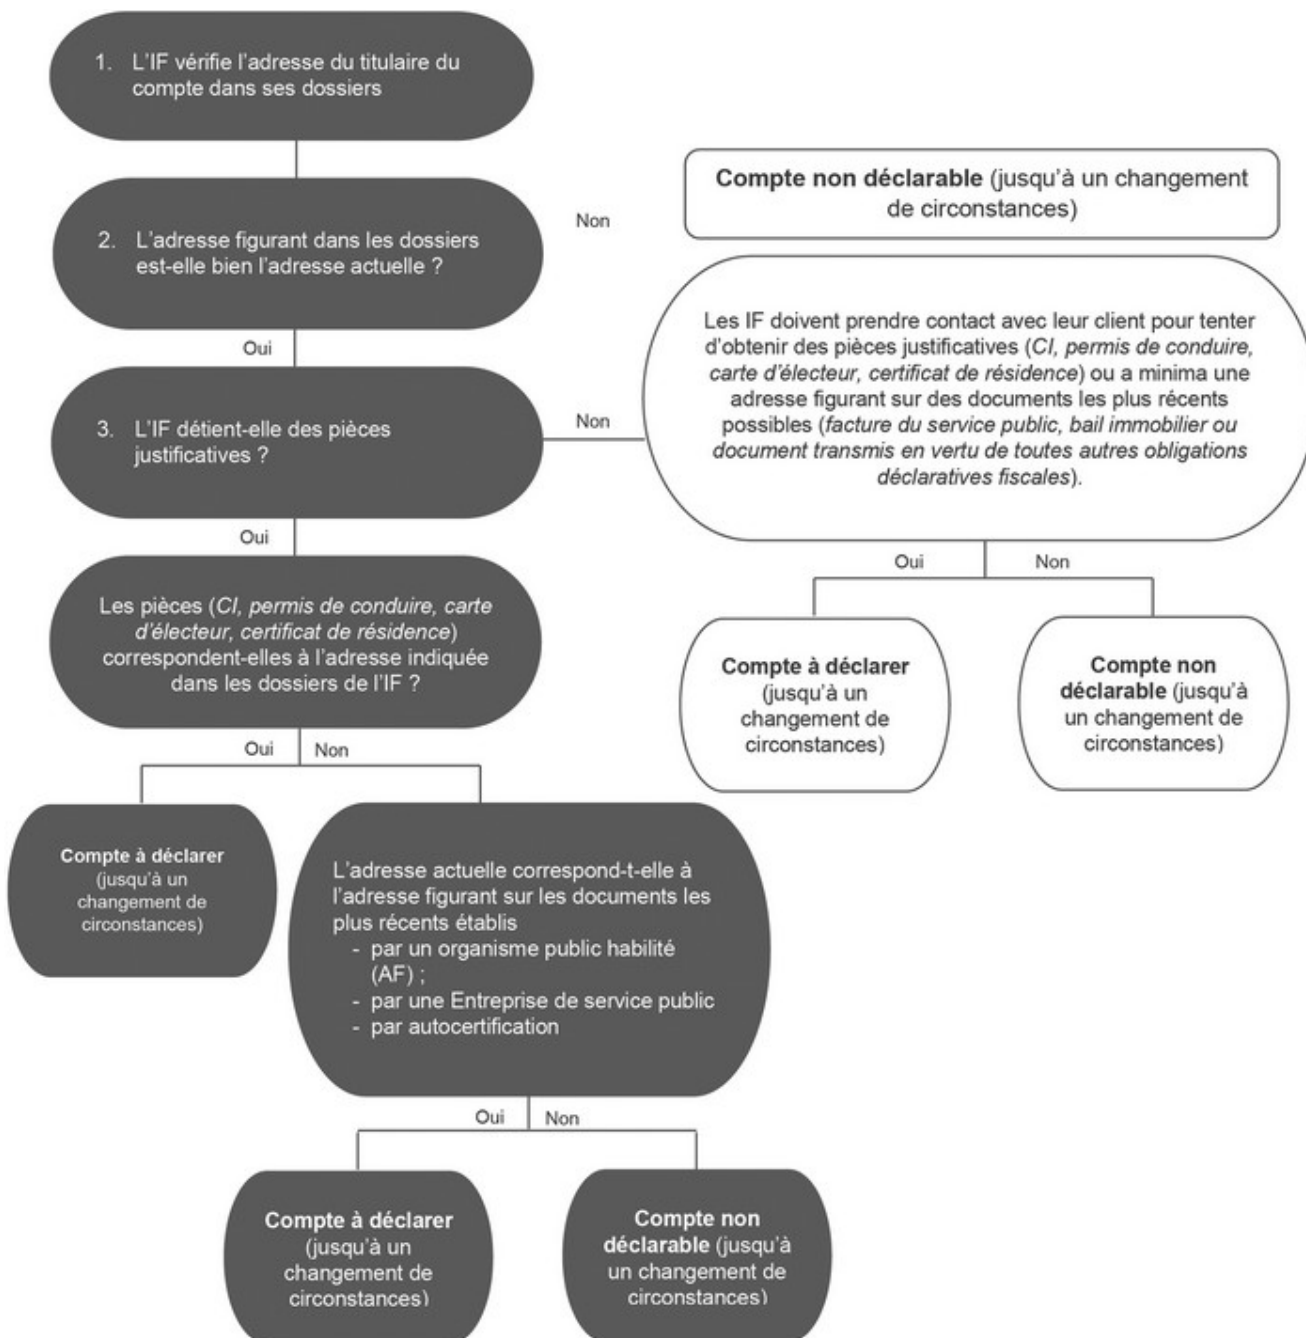 1. L'IF vérifie l'adresse du titulaire du
compte dans ses dossiers
2. L'adresse figurant dans les dossiers
est-elle bien l'adresse actuelle ?
Non
Compte non déclarable (jusqu'à un changement
de circonstances)
Oui
3. L'IF détient-elle des pièces
justificatives ?
Non
Les IF doivent prendre contact avec leur client pour tenter
d'obtenir des pièces justificatives (CI, permis de conduire,
carte d'électeur, certificat de résidence) ou a minima une
adresse figurant sur des documents les plus récents
possibles (facture du service public, bail immobilier ou
document transmis en vertu de toutes autres obligations
déclaratives fiscales).
Oui
Non
Compte à déclarer
(jusqu'à un
changement de
circonstances)
Compte non
déclarable (jusqu'à
un changement de
circonstances)
Oui
Les pièces (CI, permis de conduire, carte
d'électeur, certificat de résidence)
correspondent-elles à l'adresse indiquée
dans les dossiers de l'IF ?
Oui
Non
Compte à déclarer
(jusqu'à un
changement de
circonstances)
L'adresse actuelle correspond-t-elle à
l'adresse figurant sur les documents les
plus récents établis
- par un organisme public habilité
(AF) ;
- par une Entreprise de service public
- par autocertification
Oui
Non
Compte à déclarer
(jusqu'à un
changement de
circonstances)
Compte non
déclarable (jusqu'à
un changement de
circonstances)